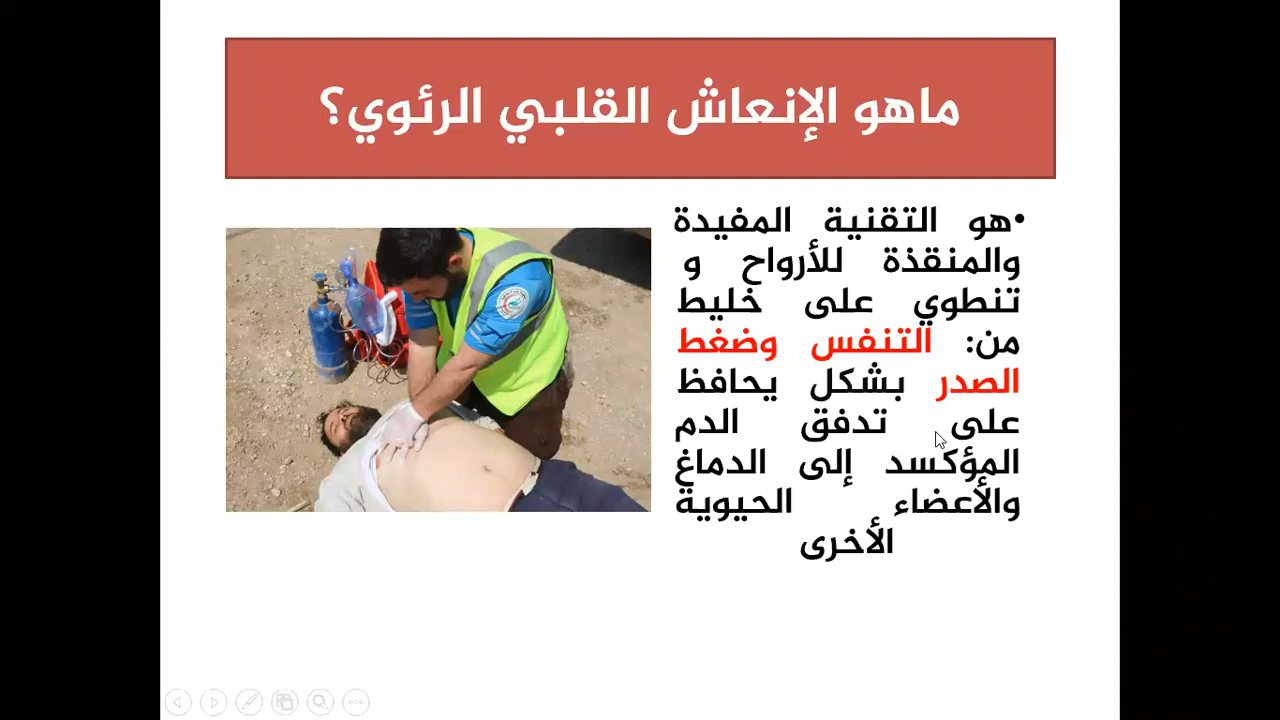 ماهو الإنعاش القلبي الرئوي؟
•هو التقنية المفيدة
والمنقذة للأرواح و
تنطوي على خليط
من: التنفس وضغط
الصدر بشكل يحافظ
على تدفق الدم
المؤكسد إلى الدماغ
والأعضاء الحيوية
الأخرى